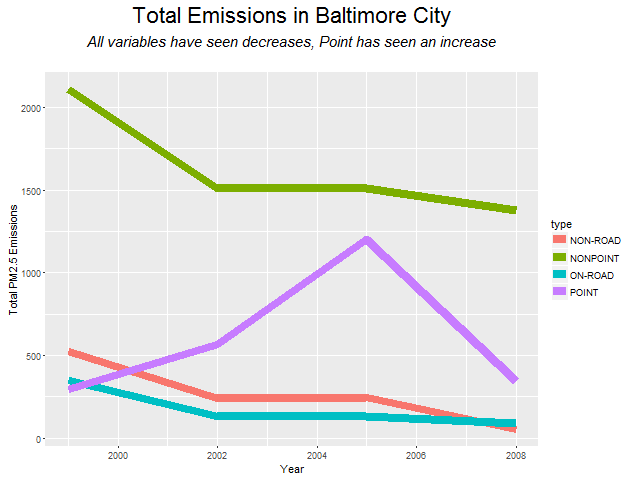 Total Emissions in Baltimore City
All variables have seen decreases, Point has seen an increase
Total PM2.5 Emissions
2000
1500
1000
500
0
2000
2002
2004
2006
2008
Year
type
NON-ROAD
NONPOINT
ON-ROAD
POINT